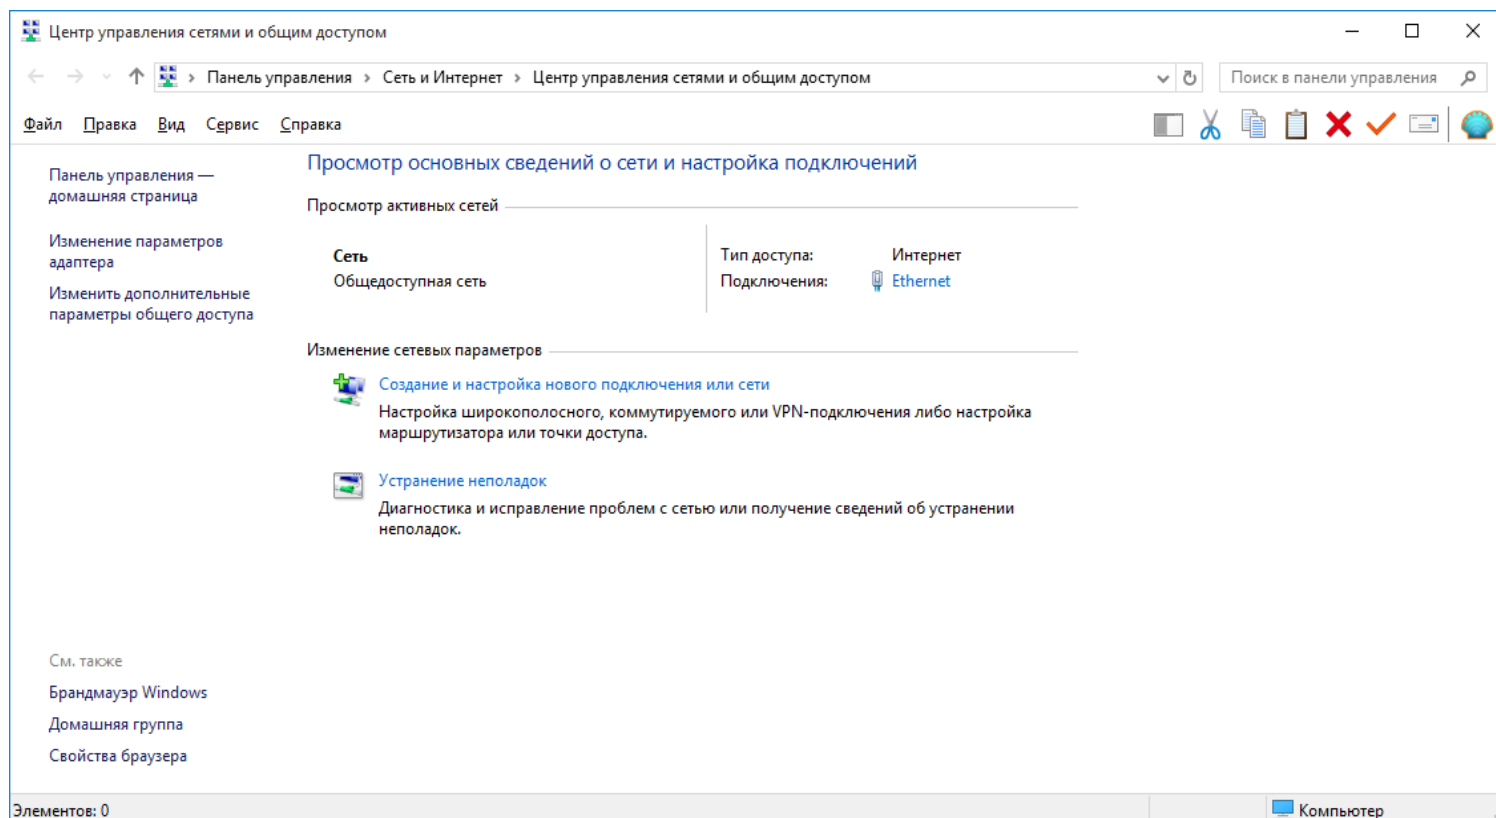 Центр управления сетями и общим доступом
Панель управления > Сеть и Интернет > Центр управления сетями и общим доступом
Поиск в панели управления
Файл Правка Вид Сервис Справка
Панель управления —
домашняя страница
Изменение параметров
адаптера
Изменить дополнительные
параметры общего доступа
Просмотр основных сведений о сети и настройка подключений
Просмотр активных сетей
Сеть
Общедоступная сеть
Тип доступа: Интернет
Подключения: Ethernet
Изменение сетевых параметров
Создание и настройка нового подключения или сети
Настройка широкополосного, коммутируемого или VPN-подключения либо настройка
маршрутизатора или точки доступа.
Устранение неполадок
Диагностика и исправление проблем с сетью или получение сведений об устранении
неполадок.
См. также
Брандмауэр Windows
Домашняя группа
Свойства браузера
Элементов: 0
Компьютер